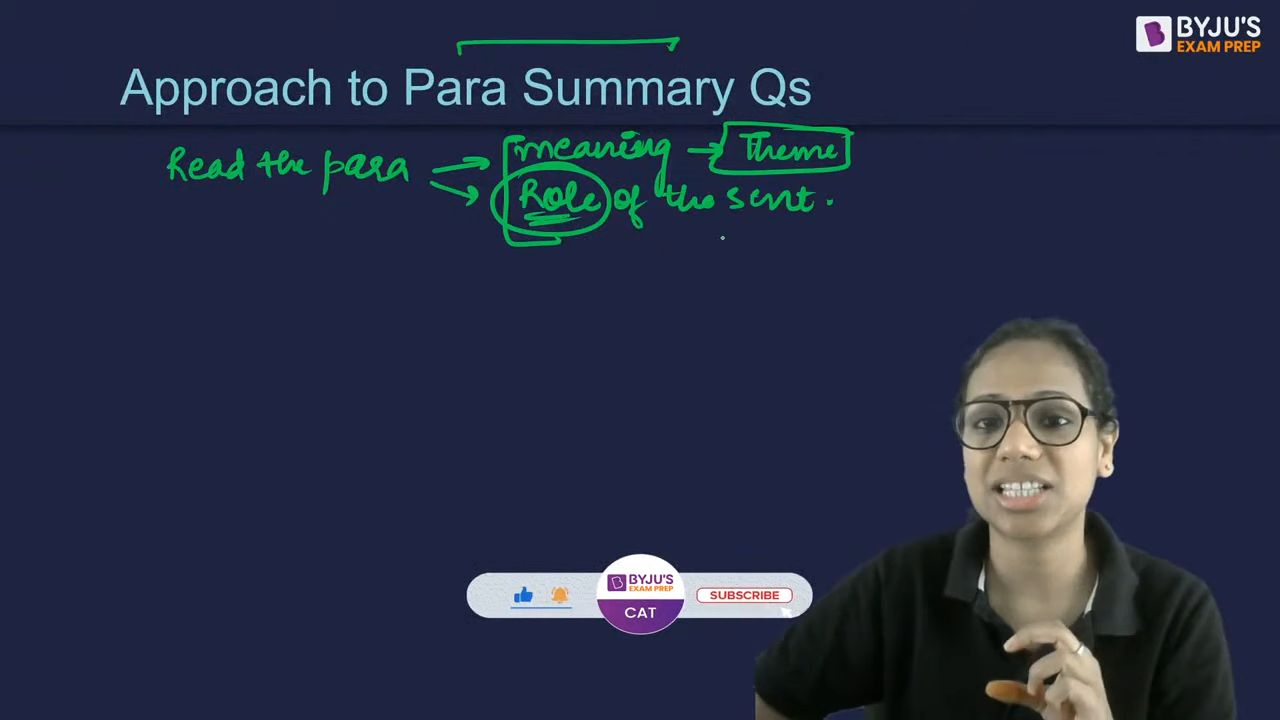 BYJU'S
EXAM PREP
Approach to Para Summary Qs
Read the para → meaning → Theme
→ Role of the sent.
BYJU'S
EXAM PREP
CAT
SUBSCRIBE